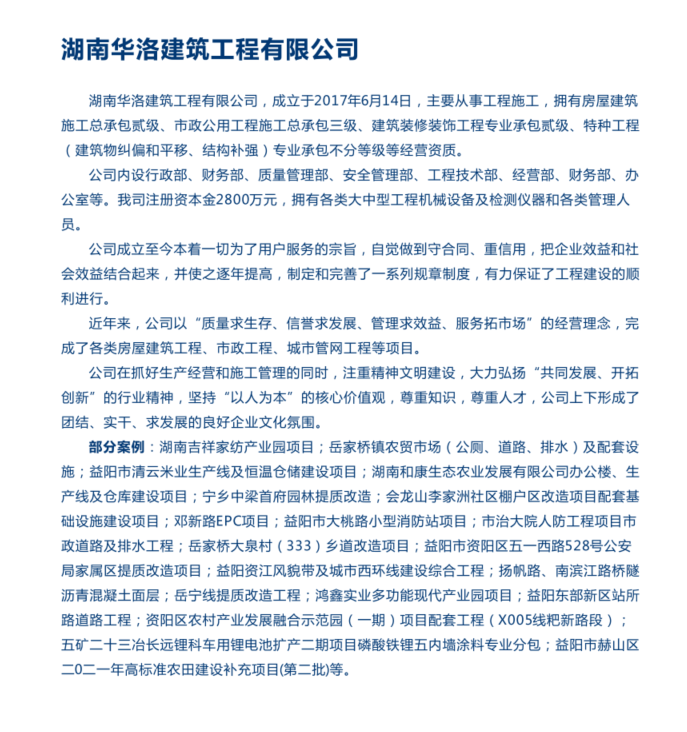 湖南华洛建筑工程有限公司
湖南华洛建筑工程有限公司，成立于2017年6月14日，主要从事工程施工，拥有房屋建筑
施工总承包贰级、市政公用工程施工总承包三级、建筑装修装饰工程专业承包贰级、特种工程
（建筑物纠偏和平移、结构补强）专业承包不分等级等经营资质。
公司内设行政部、财务部、质量管理部、安全管理部、工程技术部、经营部、财务部、办
公室等。我司注册资本金2800万元，拥有各类大中型工程机械设备及检测仪器和各类管理人
员。
公司成立至今本着一切为了用户服务的宗旨，自觉做到守合同、重信用，把企业效益和社
会效益结合起来，并使之逐年提高，制定和完善了一系列规章制度，有力保证了工程建设的顺
利进行。
近年来，公司以“质量求生存、信誉求发展、管理求效益、服务拓市场”的经营理念，完
成了各类房屋建筑工程、市政工程、城市管网工程等项目。
公司在抓好生产经营和施工管理的同时，注重精神文明建设，大力弘扬“共同发展、开拓
创新”的行业精神，坚持“以人为本”的核心价值观，尊重知识，尊重人才，公司上下形成了
团结、实干、求发展的良好企业文化氛围。
部分案例：湖南吉祥家纺产业园项目；岳家桥镇农贸市场（公厕、道路、排水）及配套设
施；益阳市清云米业生产线及恒温仓储建设项目；湖南和康生态农业发展有限公司办公楼、生
产线及仓库建设项目；宁乡中梁首府园林提质改造；会龙山李家洲社区棚户区改造项目配套基
础设施建设项目；邓新路EPC项目；益阳市大桃路小型消防站项目；市治大院人防工程项目市
政道路及排水工程；岳家桥大泉村（333）乡道改造项目；益阳市资阳区五一西路528号公安
局家属区提质改造项目；益阳资江风貌带及城市西环线建设综合工程；扬帆路、南滨江路桥隧
沥青混凝土面层；岳宁线提质改造工程；鸿鑫实业多功能现代产业园项目；益阳东部新区站所
路道路工程；资阳区农村产业发展融合示范园（一期）项目配套工程（X005线粑新路段）；
五矿二十三冶长远锂科车用锂电池扩产二期项目磷酸铁锂五内墙涂料专业分包；益阳市赫山区
二0二一年高标准农田建设补充项目(第二批)等。